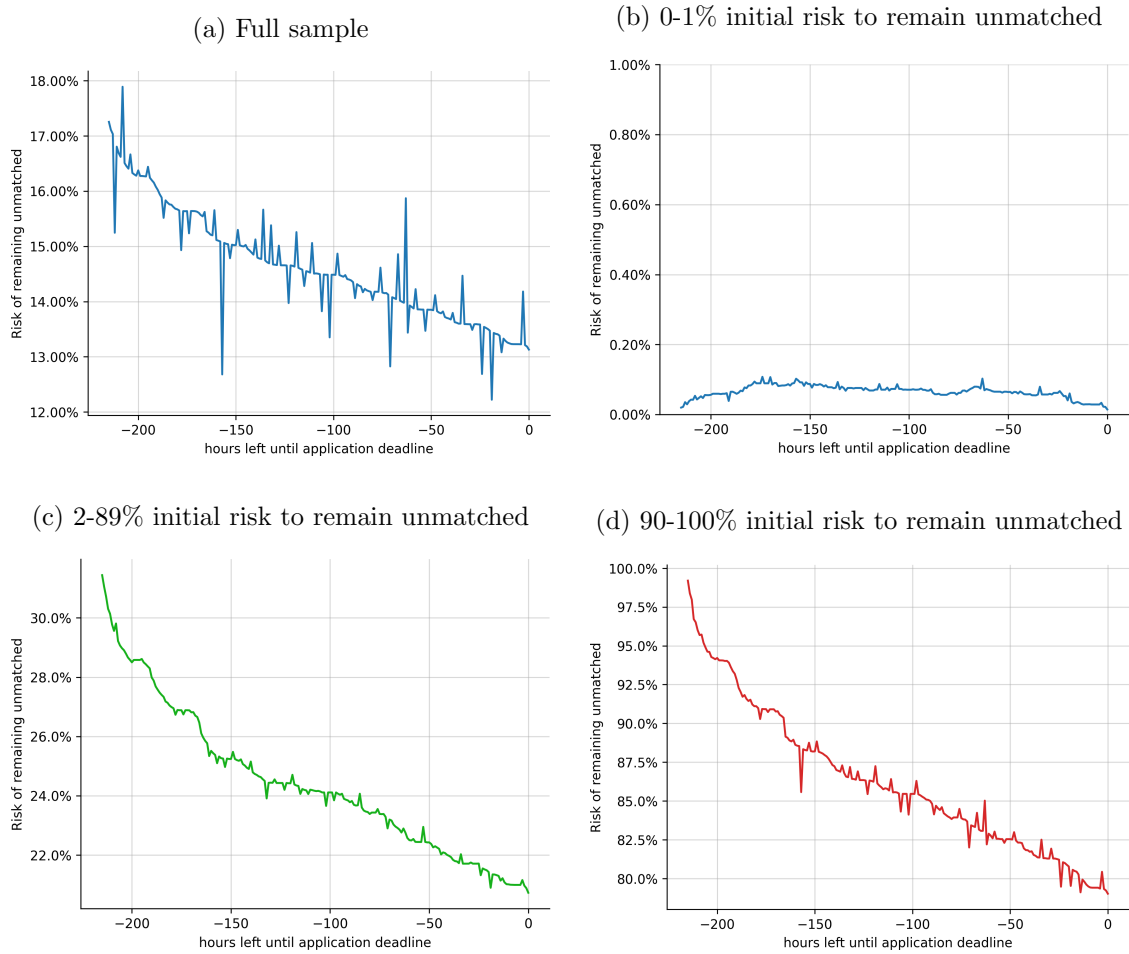 (a) Full sample
18.00%
17.00%
16.00%
15.00%
14.00%
13.00%
12.00%
Risk of remaining unmatched
−200 −150 −100 −50 0
hours left until application deadline
(b) 0-1% initial risk to remain unmatched
1.00%
0.80%
0.60%
0.40%
0.20%
0.00%
Risk of remaining unmatched
−200 −150 −100 −50 0
hours left until application deadline
(c) 2-89% initial risk to remain unmatched
30.0%
28.0%
26.0%
24.0%
22.0%
Risk of remaining unmatched
−200 −150 −100 −50 0
hours left until application deadline
(d) 90-100% initial risk to remain unmatched
100.0%
97.5%
95.0%
92.5%
90.0%
87.5%
85.0%
82.5%
80.0%
Risk of remaining unmatched
−200 −150 −100 −50 0
hours left until application deadline